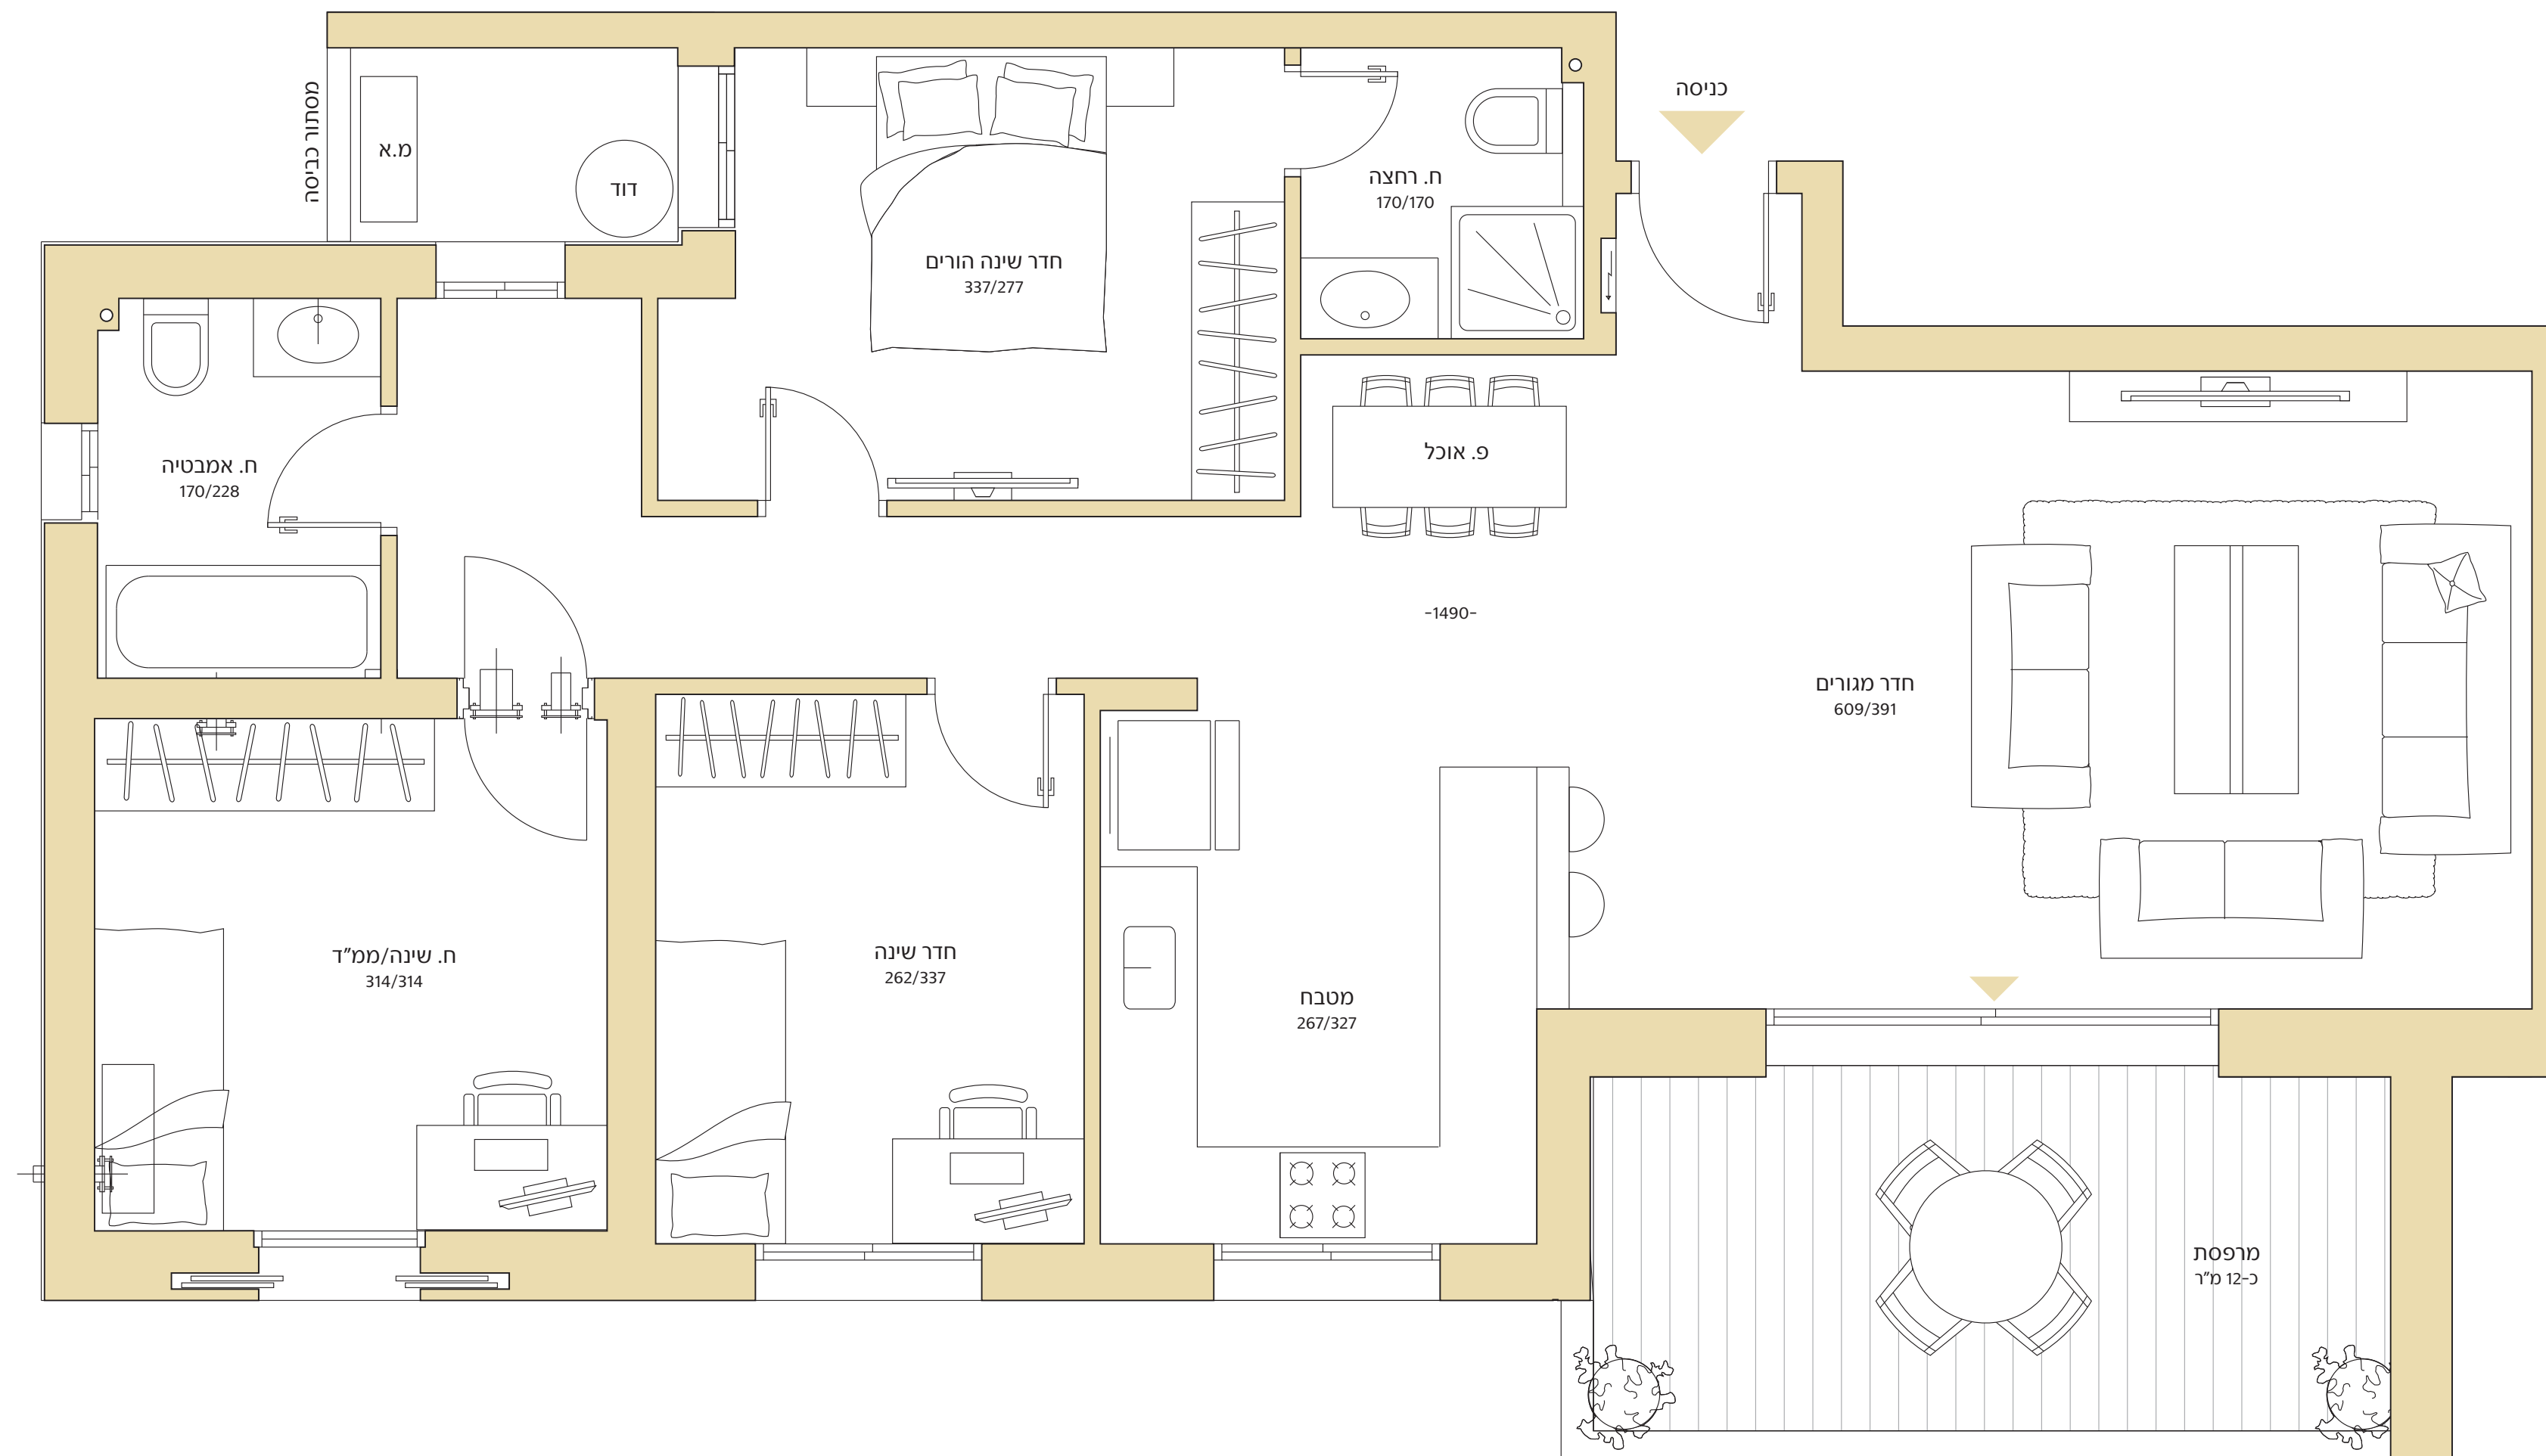 כניסה
מסתור כביסה
מ.א
דוד
ח. רחצה
170/170
חדר שינה הורים
337/277
פ. אוכל
ח. אמבטיה
170/228
-1490-
חדר מגורים
609/391
חדר שינה
262/337
ח. שינה/ממ"ד
314/314
מטבח
267/327
מרפסת
כ-12 מ"ר